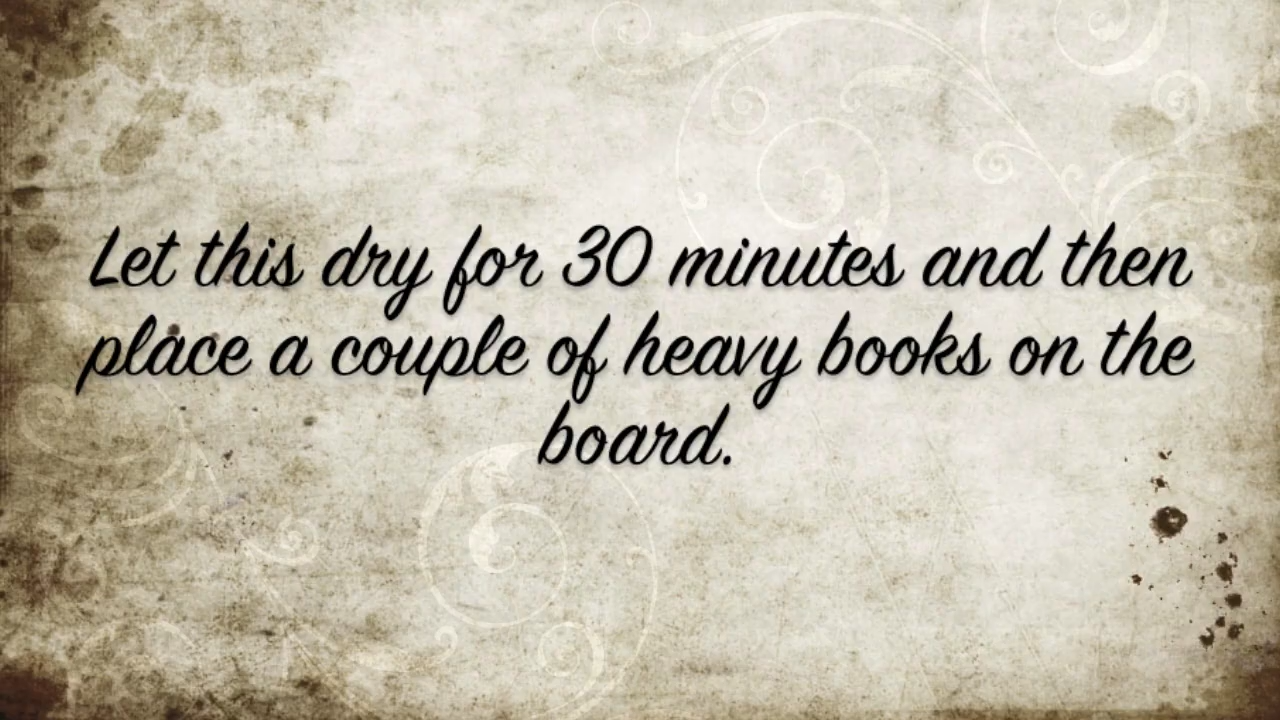 Let this dry for 30 minutes and then
place a couple of heavy books on the
board.